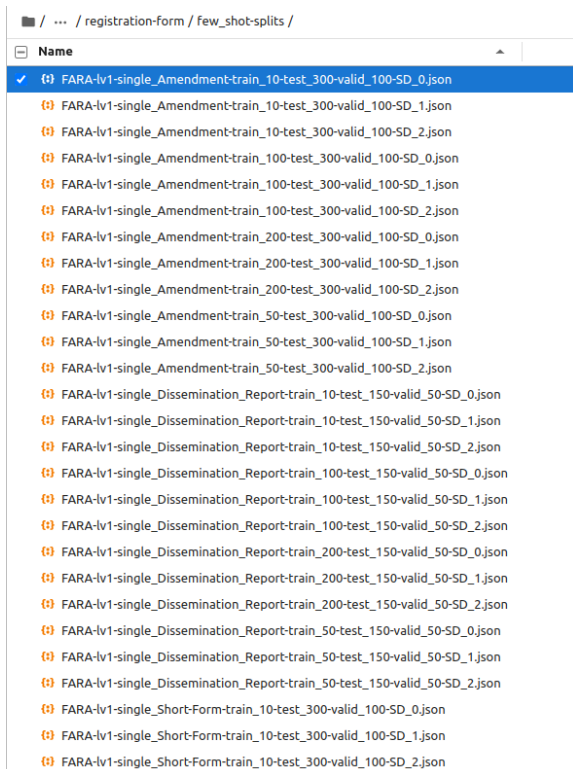 / ... / registration-form / few_shot-splits /
Name
FARA-lv1-single_Amendment-train_10-test_300-valid_100-SD_0.json
FARA-lv1-single_Amendment-train_10-test_300-valid_100-SD_1.json
FARA-lv1-single_Amendment-train_10-test_300-valid_100-SD_2.json
FARA-lv1-single_Amendment-train_100-test_300-valid_100-SD_0.json
FARA-lv1-single_Amendment-train_100-test_300-valid_100-SD_1.json
FARA-lv1-single_Amendment-train_100-test_300-valid_100-SD_2.json
FARA-lv1-single_Amendment-train_200-test_300-valid_100-SD_0.json
FARA-lv1-single_Amendment-train_200-test_300-valid_100-SD_1.json
FARA-lv1-single_Amendment-train_200-test_300-valid_100-SD_2.json
FARA-lv1-single_Amendment-train_50-test_300-valid_100-SD_0.json
FARA-lv1-single_Amendment-train_50-test_300-valid_100-SD_1.json
FARA-lv1-single_Amendment-train_50-test_300-valid_100-SD_2.json
FARA-lv1-single_Dissemination_Report-train_10-test_150-valid_50-SD_0.json
FARA-lv1-single_Dissemination_Report-train_10-test_150-valid_50-SD_1.json
FARA-lv1-single_Dissemination_Report-train_10-test_150-valid_50-SD_2.json
FARA-lv1-single_Dissemination_Report-train_100-test_150-valid_50-SD_0.json
FARA-lv1-single_Dissemination_Report-train_100-test_150-valid_50-SD_1.json
FARA-lv1-single_Dissemination_Report-train_100-test_150-valid_50-SD_2.json
FARA-lv1-single_Dissemination_Report-train_200-test_150-valid_50-SD_0.json
FARA-lv1-single_Dissemination_Report-train_200-test_150-valid_50-SD_1.json
FARA-lv1-single_Dissemination_Report-train_200-test_150-valid_50-SD_2.json
FARA-lv1-single_Dissemination_Report-train_50-test_150-valid_50-SD_0.json
FARA-lv1-single_Dissemination_Report-train_50-test_150-valid_50-SD_1.json
FARA-lv1-single_Dissemination_Report-train_50-test_150-valid_50-SD_2.json
FARA-lv1-single_Short-Form-train_10-test_300-valid_100-SD_0.json
FARA-lv1-single_Short-Form-train_10-test_300-valid_100-SD_1.json
FARA-lv1-single_Short-Form-train_10-test_300-valid_100-SD_2.json